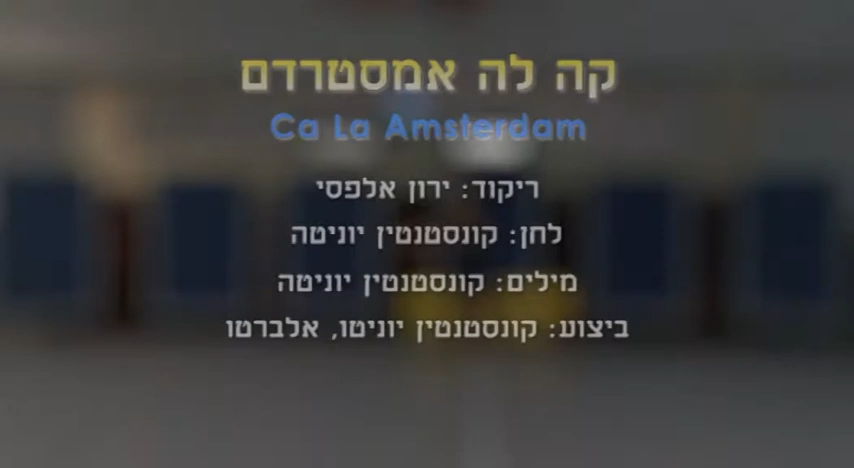 קה לה אמסטרדם
Ca La Amsterdam
ריקוד: ירון אלפסי
לחן: קונסטנטין יוניטה
מילים: קונסטנטין יוניטה
ביצוע: קונסטנטין יוניטו, אלברטו